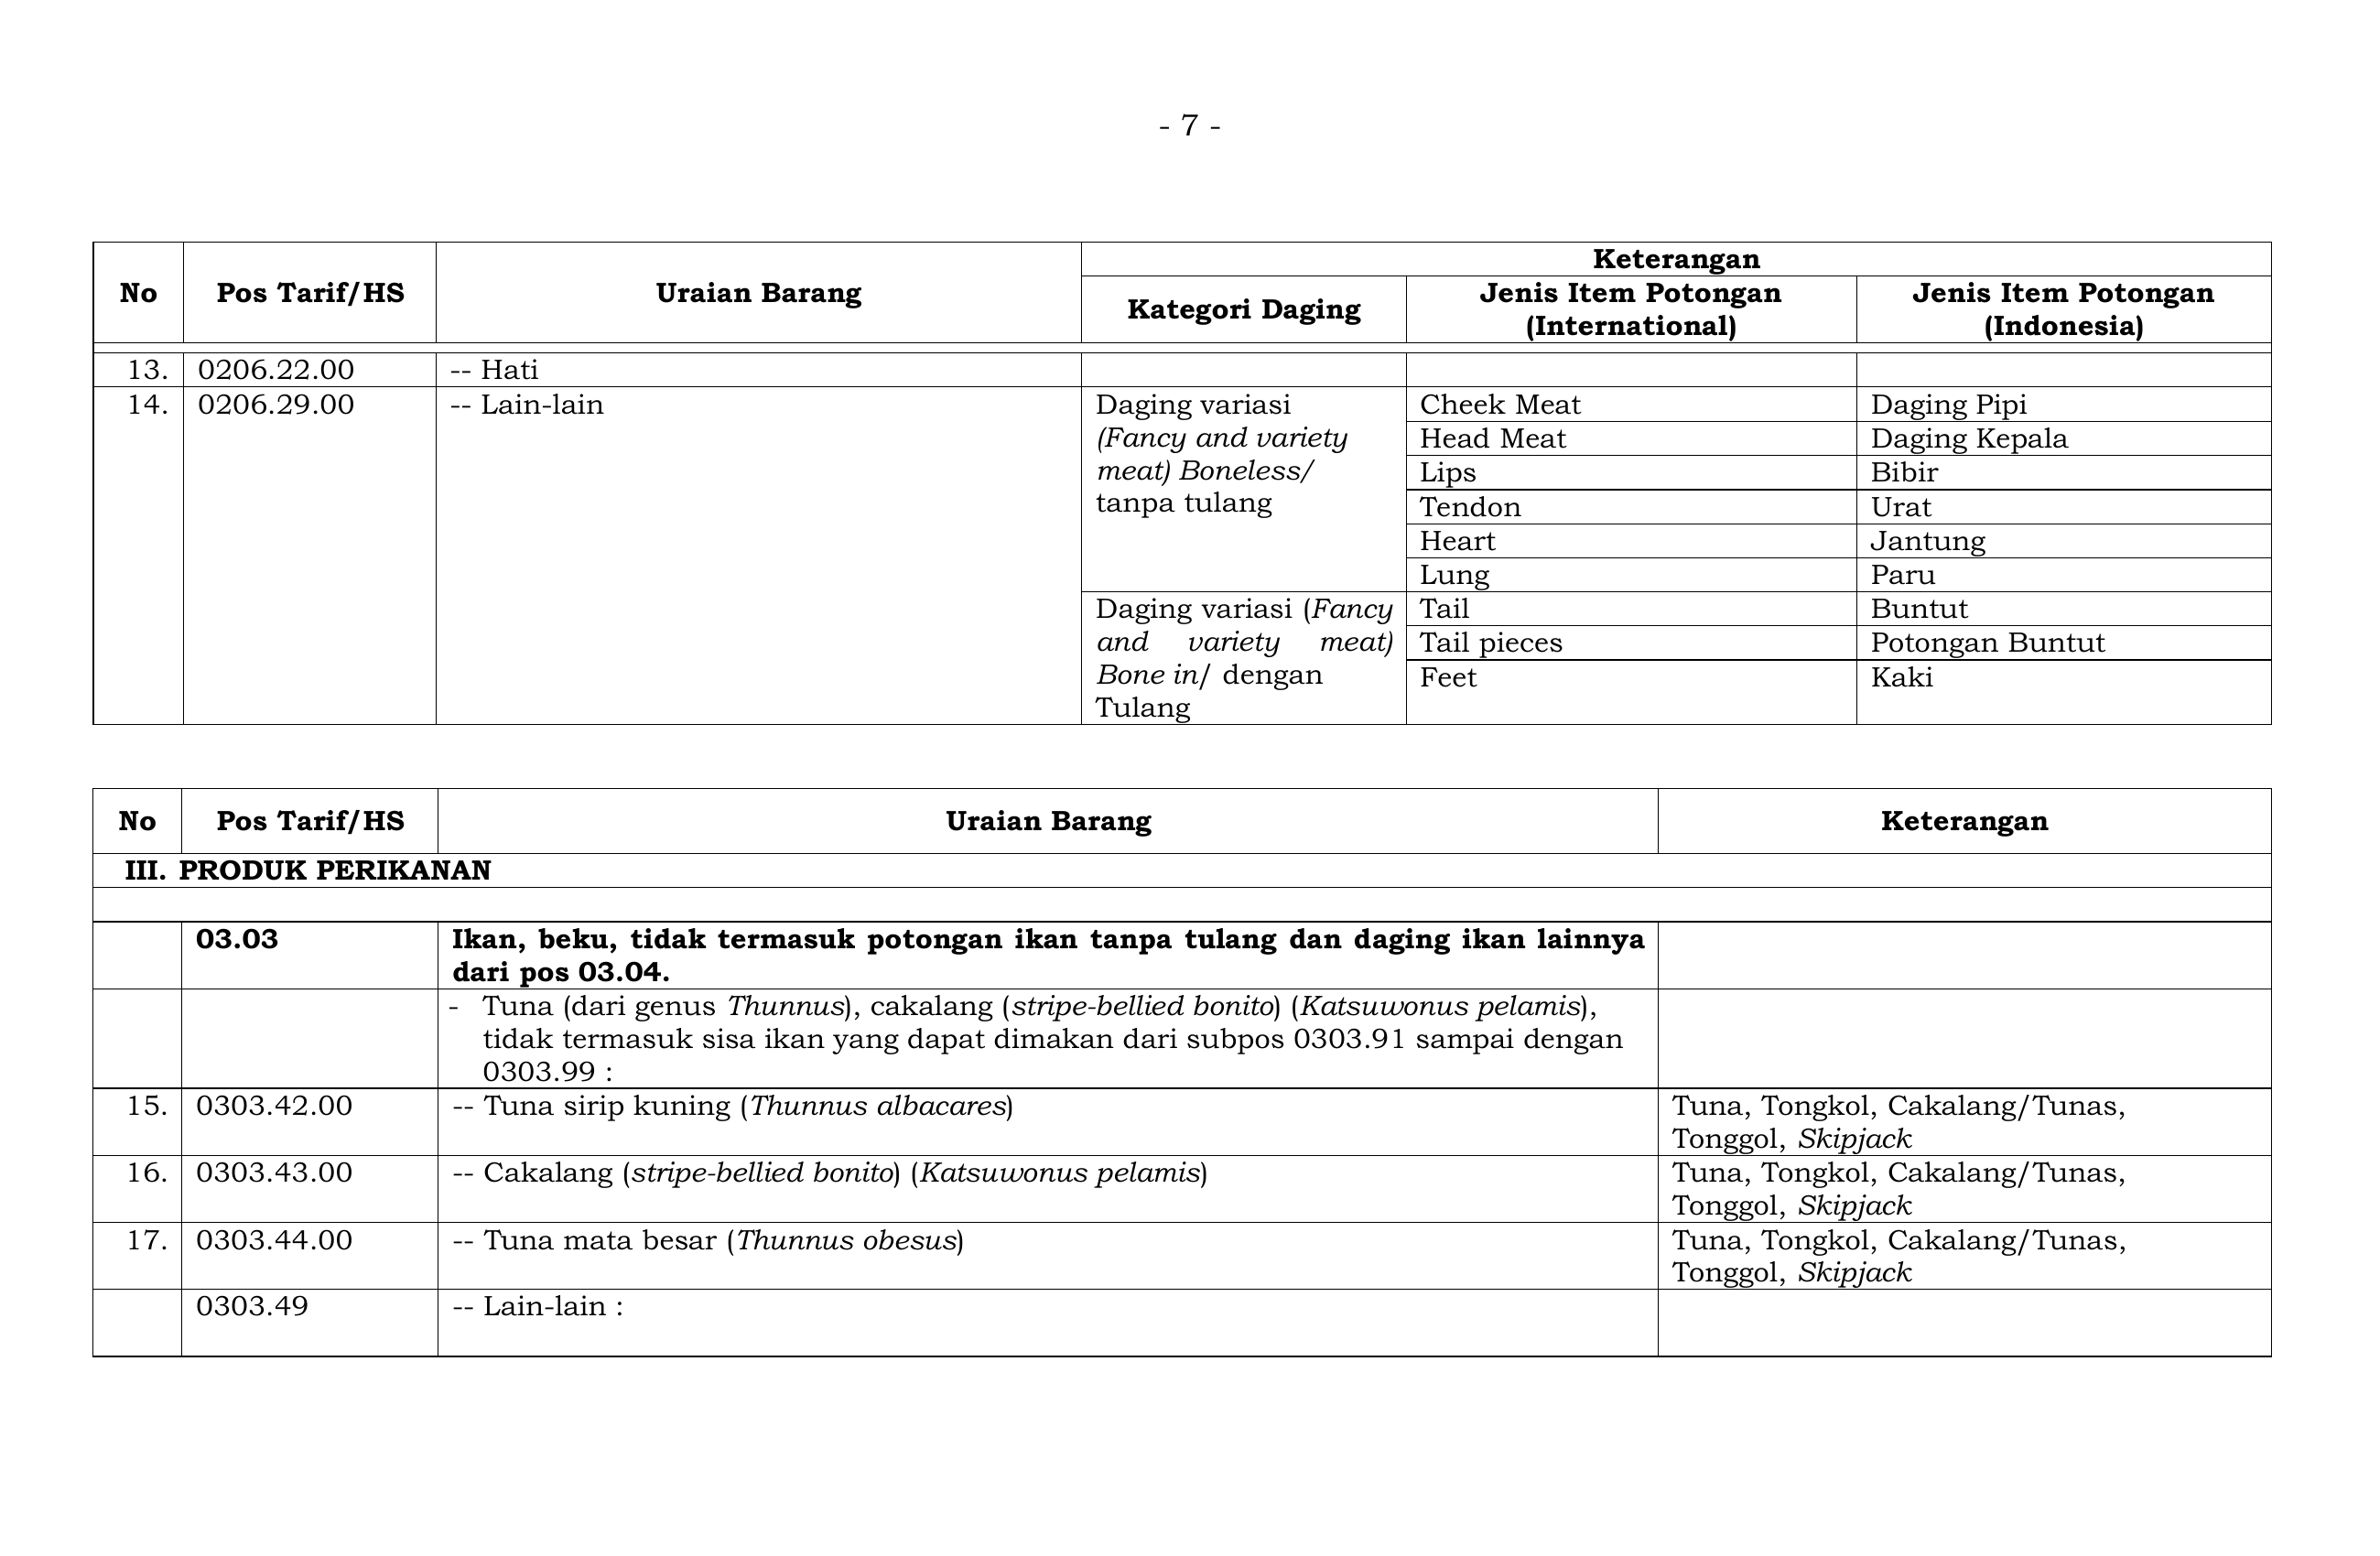 - 7 -
Keterangan
No Pos Tarif/HS Uraian Barang
Kategori Daging
Jenis Item Potongan
(International)
Jenis Item Potongan
(Indonesia)
13. 0206.22.00 -- Hati
14. 0206.29.00 -- Lain-lain
Daging variasi
(Fancy and variety
meat) Boneless/
tanpa tulang
Cheek Meat Daging Pipi
Head Meat Daging Kepala
Lips Bibir
Tendon Urat
Heart Jantung
Lung Paru
Daging variasi (Fancy
and variety meat)
Bone in/ dengan
Tulang
Tail Buntut
Tail pieces Potongan Buntut
Feet Kaki
No Pos Tarif/HS Uraian Barang Keterangan
III. PRODUK PERIKANAN
03.03 Ikan, beku, tidak termasuk potongan ikan tanpa tulang dan daging ikan lainnya
dari pos 03.04.
- Tuna (dari genus Thunnus), cakalang (stripe-bellied bonito) (Katsuwonus pelamis),
tidak termasuk sisa ikan yang dapat dimakan dari subpos 0303.91 sampai dengan
0303.99 :
15. 0303.42.00 -- Tuna sirip kuning (Thunnus albacares) Tuna, Tongkol, Cakalang/Tunas,
Tonggol, Skipjack
16. 0303.43.00 -- Cakalang (stripe-bellied bonito) (Katsuwonus pelamis) Tuna, Tongkol, Cakalang/Tunas,
Tonggol, Skipjack
17. 0303.44.00 -- Tuna mata besar (Thunnus obesus) Tuna, Tongkol, Cakalang/Tunas,
Tonggol, Skipjack
0303.49 -- Lain-lain :